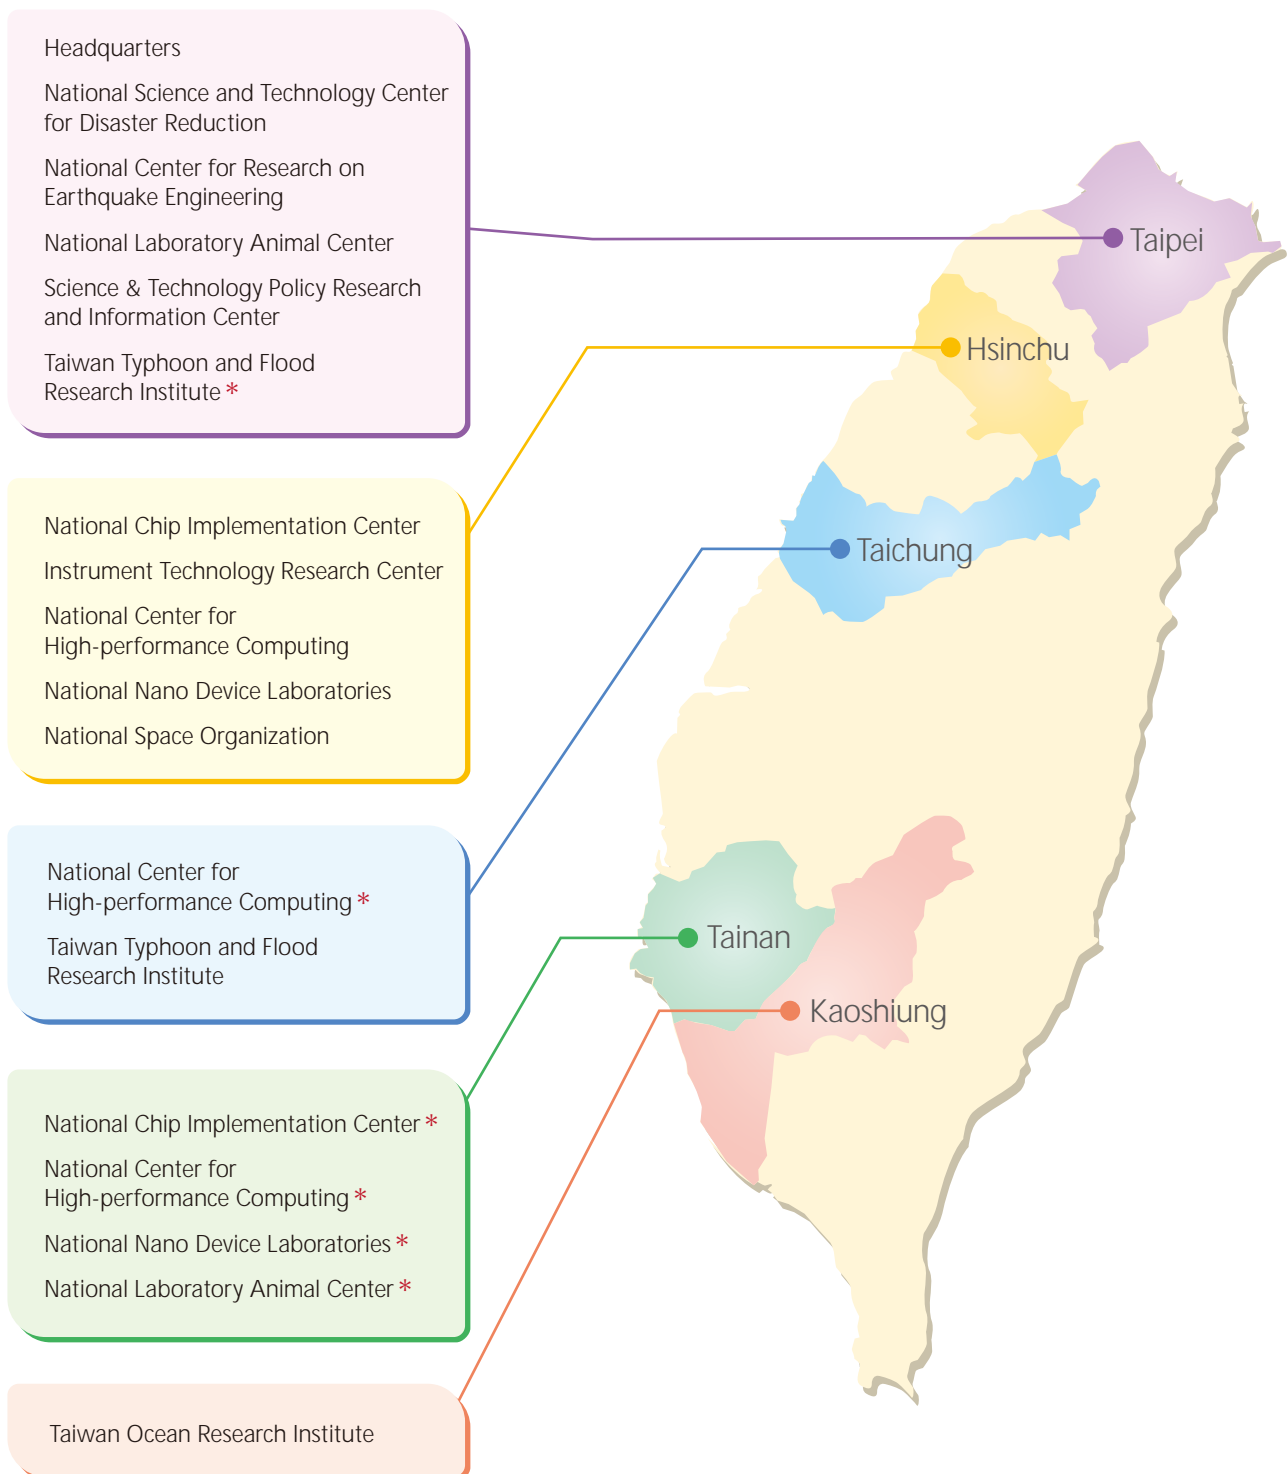 Headquarters
National Science and Technology Center
for Disaster Reduction
National Center for Research on
Earthquake Engineering
National Laboratory Animal Center
Science & Technology Policy Research
and Information Center
Taiwan Typhoon and Flood
Research Institute *
National Chip Implementation Center
Instrument Technology Research Center
National Center for
High-performance Computing
National Nano Device Laboratories
National Space Organization
National Center for
High-performance Computing *
Taiwan Typhoon and Flood
Research Institute
National Chip Implementation Center *
National Center for
High-performance Computing *
National Nano Device Laboratories *
National Laboratory Animal Center *
Taiwan Ocean Research Institute
Taipei
Hsinchu
Taichung
Tainan
Kaoshiung